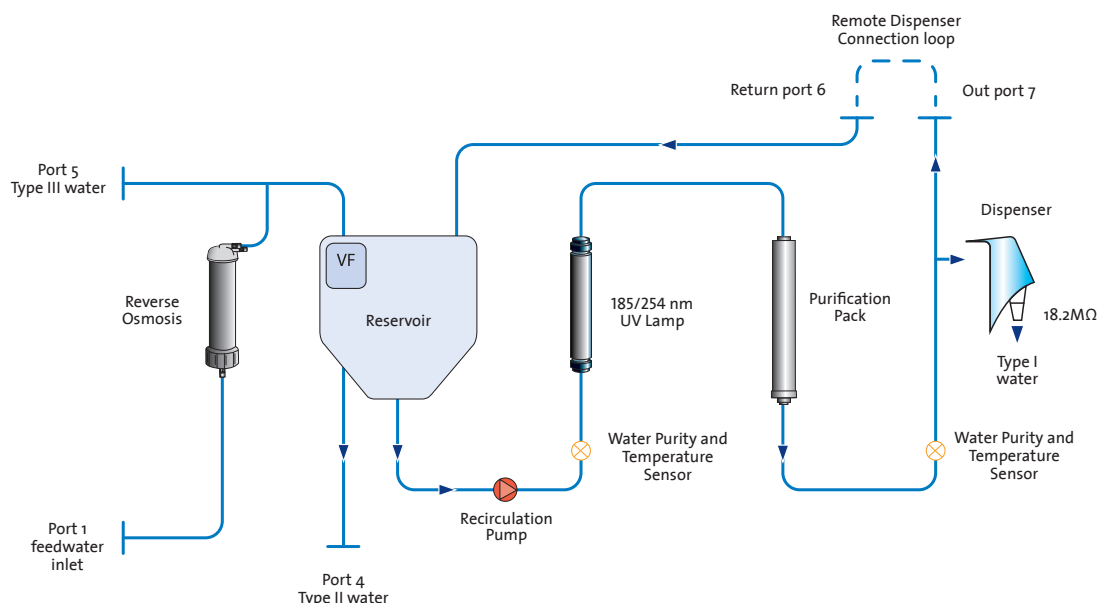 Remote Dispenser
Connection loop
Return port 6
Out port 7
Port 5
Type III water
Dispenser
VF
Reverse
Osmosis
Reservoir
185/254 nm
UV Lamp
Purification
Pack
18.2MΩ
Type I
water
Water Purity and
Temperature
Sensor
Water Purity and
Temperature
Sensor
Recirculation
Pump
Port 1
feedwater
inlet
Port 4
Type II water